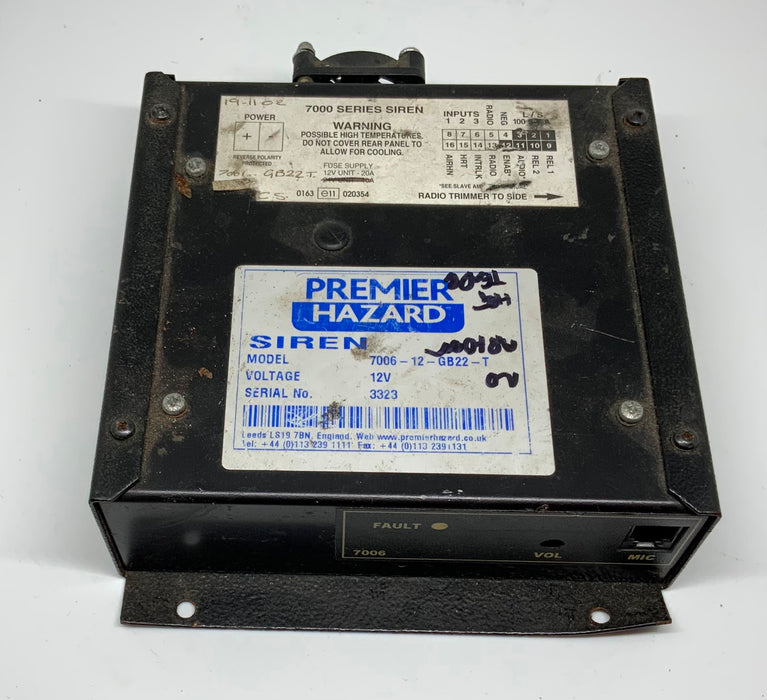 19-11-02
7000 SERIES SIREN
POWER
+ -
REVERSE POLARITY
PROTECTED
7006-GB22T
WARNING
POSSIBLE HIGH TEMPERATURES.
DO NOT COVER REAR PANEL TO
ALLOW FOR COOLING.
FUSE SUPPLY
12V UNIT - 20A
0163 e11 020354
INPUTS
1 2 3
RADIO
NEG
L/S
8 7 6 5 4 3 2 1
16 15 14 13 12 11 10 9
AIRHN
HRT
INTRLK
RADIO
ENAB*
AUDIO*
REL 2
REL 1
*SEE SLAVE
RADIO TRIMMER TO SIDE
PREMIER
HAZARD
SIREN
MODEL 7006-12-GB22-T
VOLTAGE 12V
SERIAL No. 3323
Leeds LS19 7BN, England. Web www.premierhazard.co.uk
Tel: +44 (0)113 239 1111 Fax: +44 (0)113 239 1131
FAULT
7006
VOL
MIC